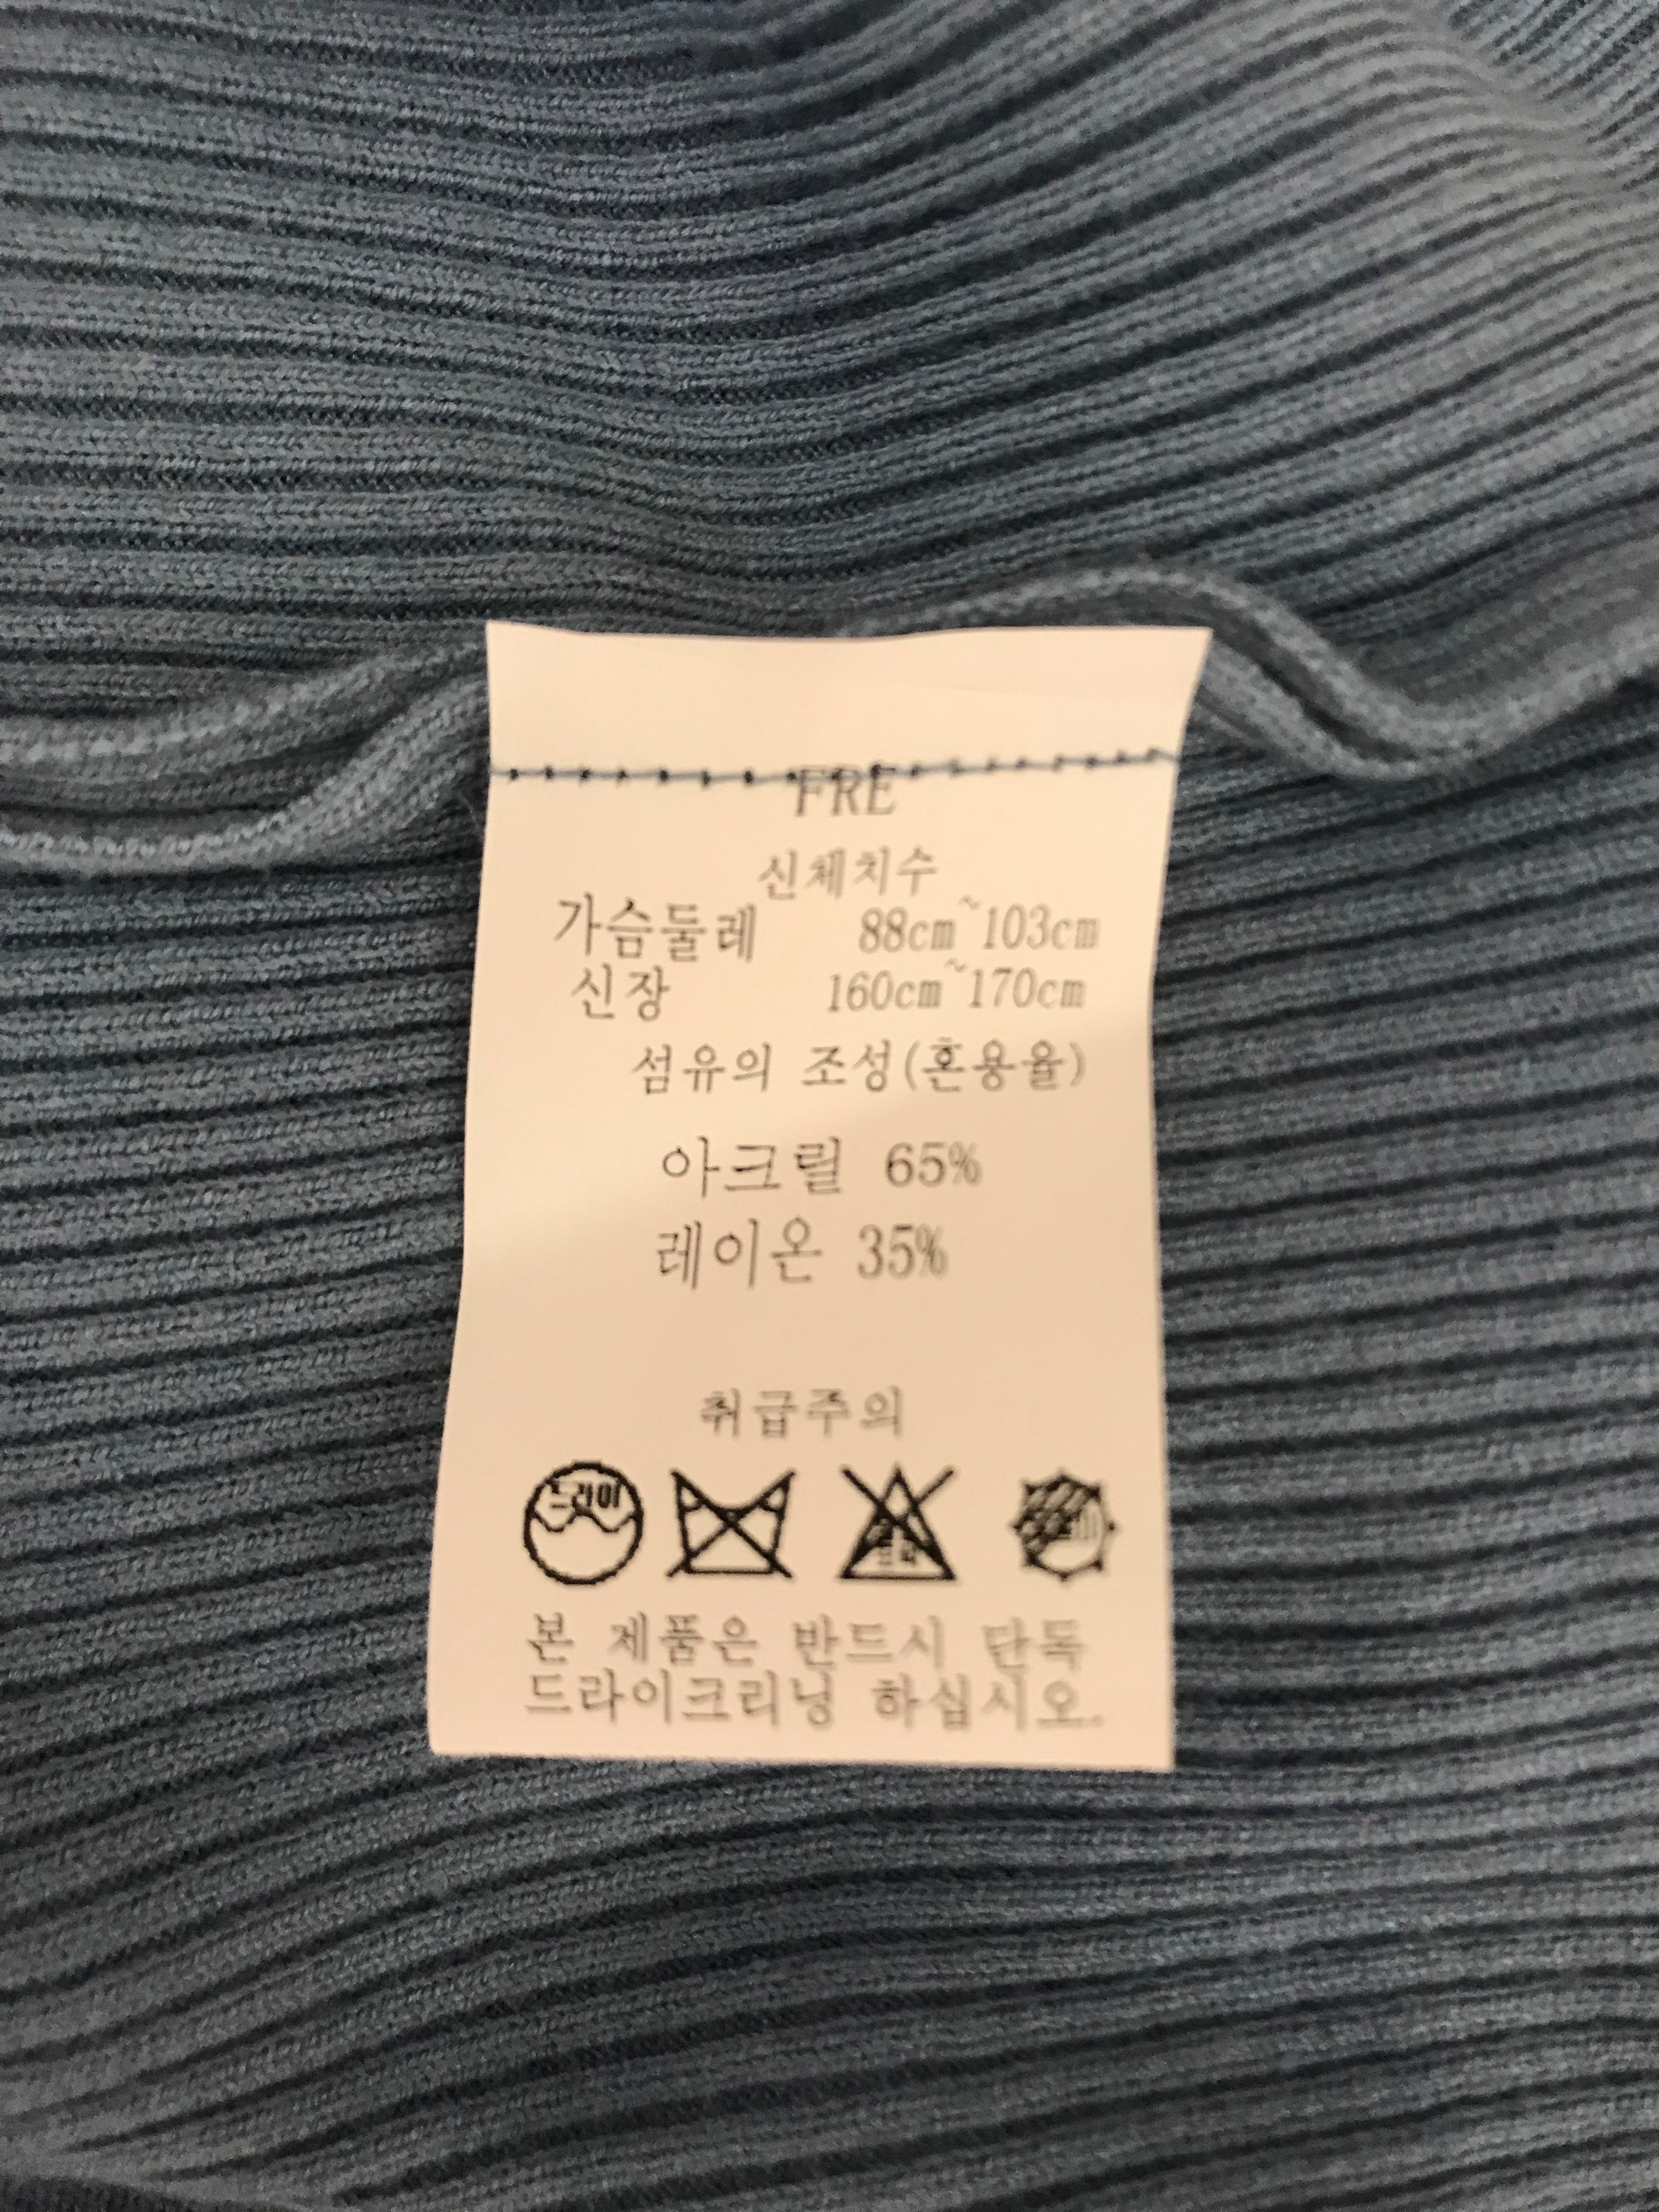 FRE
신체치수
가슴둘레 88cm~103cm
신장 160cm~170cm
섬유의 조성(혼용율)
아크릴 65%
레이온 35%
취급주의
드라이
본 제품은 반드시 단독
드라이크리닝 하십시오.